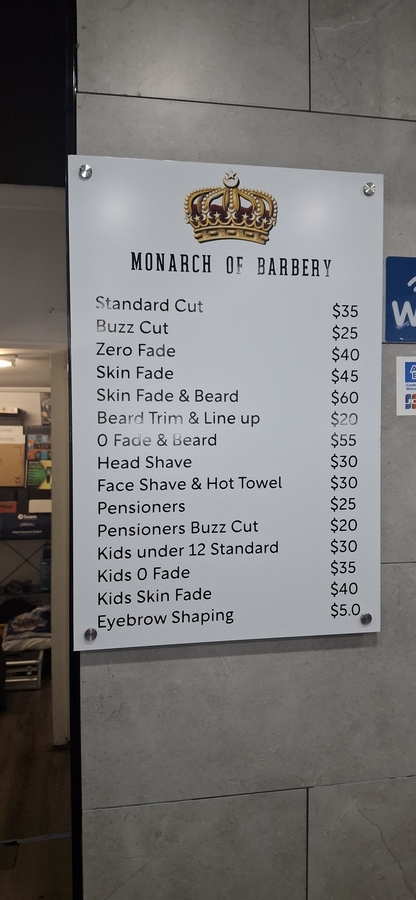 MONARCH OF BARBERY
Standard Cut $35
Buzz Cut $25
Zero Fade $40
Skin Fade $45
Skin Fade & Beard $60
Beard Trim & Line up $20
0 Fade & Beard $55
Head Shave $30
Face Shave & Hot Towel $30
Pensioners $25
Pensioners Buzz Cut $20
Kids under 12 Standard $30
Kids 0 Fade $35
Kids Skin Fade $40
Eyebrow Shaping $5.0